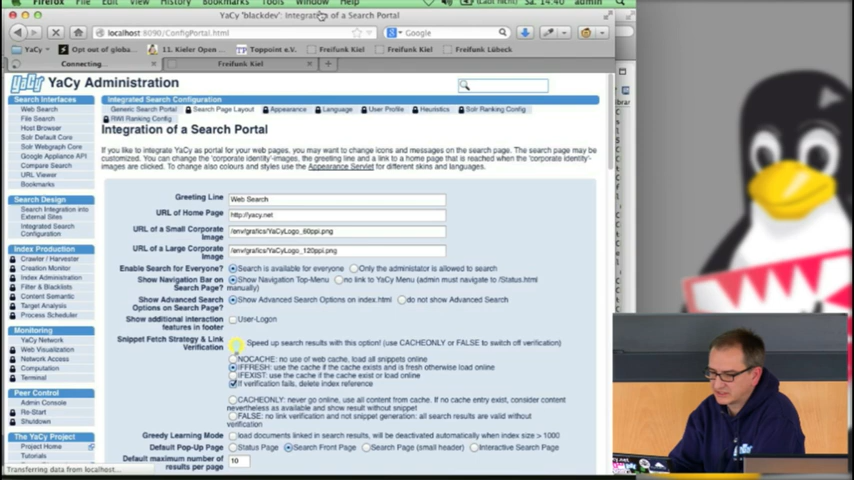 Firefox File Edit View History Bookmarks Tools Window Help Sa. 14:40 admin
YaCy 'blackdev': Integration of a Search Portal
localhost:8090/ConfigPortal.html
Google
YaCy Opt out of globa... 11. Kieler Open ... Toppoint e.V. Freifunk Kiel Freifunk Kiel Freifunk Lübeck
Connecting... Freifunk Kiel
YaCy Administration
Search Interfaces
Web Search
File Search
Host Browser
Solr Default Core
Solr Webgraph Core
Google Appliance API
Compare Search
URL Viewer
Bookmarks
Search Design
Search Integration into
External Sites
Integrated Search
Configuration
Index Production
Crawler / Harvester
Creation Monitor
Index Administration
Filter & Blacklists
Content Semantic
Target Analysis
Process Scheduler
Monitoring
YaCy Network
Web Visualization
Network Access
Computation
Terminal
Peer Control
Admin Console
Re-Start
Shutdown
The YaCy Project
Project Home
Tutorials
Integrated Search Configuration
Generic Search Portal Search Page Layout Appearance Language User Profile Heuristics Solr Ranking Config
RWI Ranking Config
Integration of a Search Portal
If you like to integrate YaCy as portal for your web pages, you may want to change icons and messages on the search page. The search page may be
customized. You can change the 'corporate identity'-images, the greeting line and a link to a home page that is reached when the 'corporate identity'-
images are clicked. To change also colours and styles use the Appearance Servlet for different skins and languages.
Greeting Line Web Search
URL of Home Page http://yacy.net
URL of a Small Corporate
Image /env/grafics/YaCyLogo_60ppi.png
URL of a Large Corporate
Image /env/grafics/YaCyLogo_120ppi.png
Enable Search for Everyone? Search is available for everyone Only the administator is allowed to search
Show Navigation Bar on
Search Page? Show Navigation Top-Menu no link to YaCy Menu (admin must navigate to /Status.html
manually)
Show Advanced Search
Options on Search Page? Show Advanced Search Options on index.html do not show Advanced Search
Show additional interaction
features in footer User-Logon
Snippet Fetch Strategy & Link
Verification Speed up search results with this option! (use CACHEONLY or FALSE to switch off verification)
NOCACHE: no use of web cache, load all snippets online
IFFRESH: use the cache if the cache exists and is fresh otherwise load online
IFEXIST: use the cache if the cache exist or load online
If verification fails, delete index reference
CACHEONLY: never go online, use all content from cache. If no cache entry exist, consider content
nevertheless as available and show result without snippet
FALSE: no link verification and not snippet generation: all search results are valid without
verification
Greedy Learning Mode load documents linked in search results, will be deactivated automatically when index size > 1000
Default Pop-Up Page Status Page Search Front Page Search Page (small header) Interactive Search Page
Default maximum number of
results per page 10
Transferring data from localhost...